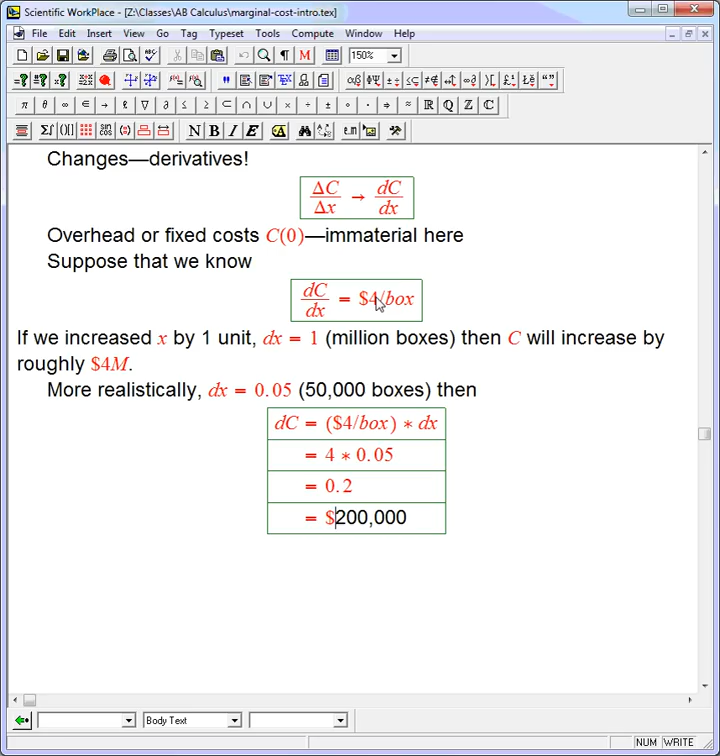 Scientific WorkPlace - [Z:\Classes\AB Calculus\marginal-cost-intro.tex]
File Edit Insert View Go Tag Typeset Tools Compute Window Help
150%
π θ ∞ ∈ → ℓ ∇ ∂ ≤ ≥ ⊂ ∩ ∪ × ÷ ± ∘ · • ⇒ ≈ ℝ ℚ ℤ ℂ
N B I E
Changes—derivatives!
ΔC/Δx → dC/dx
Overhead or fixed costs C(0)—immaterial here
Suppose that we know
dC/dx = $4/box
If we increased x by 1 unit, dx = 1 (million boxes) then C will increase by
roughly $4M.
More realistically, dx = 0.05 (50,000 boxes) then
dC = ($4/box) * dx
= 4 * 0.05
= 0.2
= $200,000
Body Text
NUM WRITE